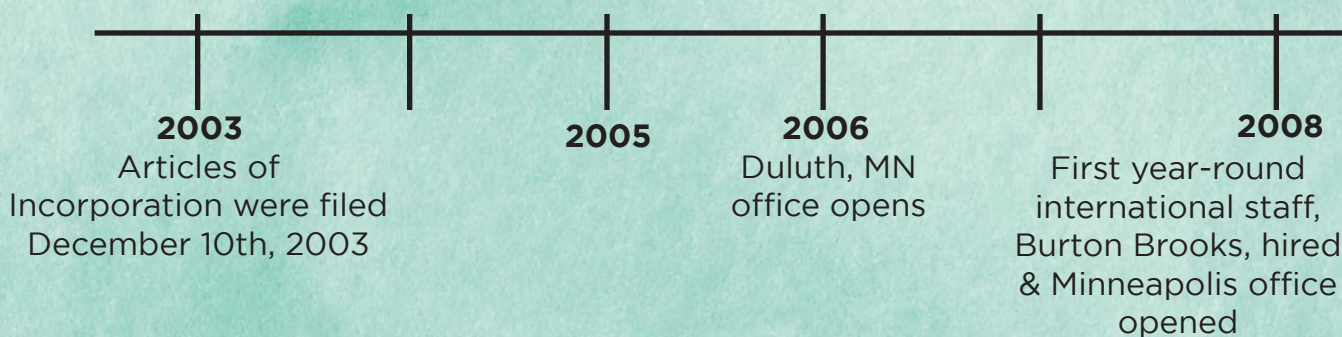 2003
Articles of
Incorporation were filed
December 10th, 2003
2005
2006
Duluth, MN
office opens
2008
First year-round
international staff,
Burton Brooks, hired
& Minneapolis office
opened